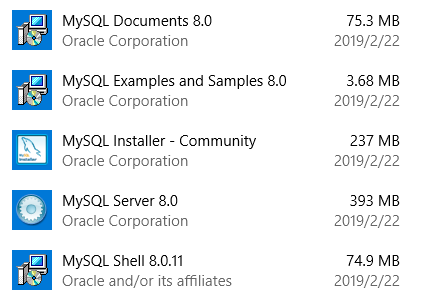 MySQL Documents 8.0 75.3 MB
Oracle Corporation 2019/2/22
MySQL Examples and Samples 8.0 3.68 MB
Oracle Corporation 2019/2/22
MySQL Installer - Community 237 MB
Oracle Corporation 2019/2/22
MySQL Server 8.0 393 MB
Oracle Corporation 2019/2/22
MySQL Shell 8.0.11 74.9 MB
Oracle and/or its affiliates 2019/2/22